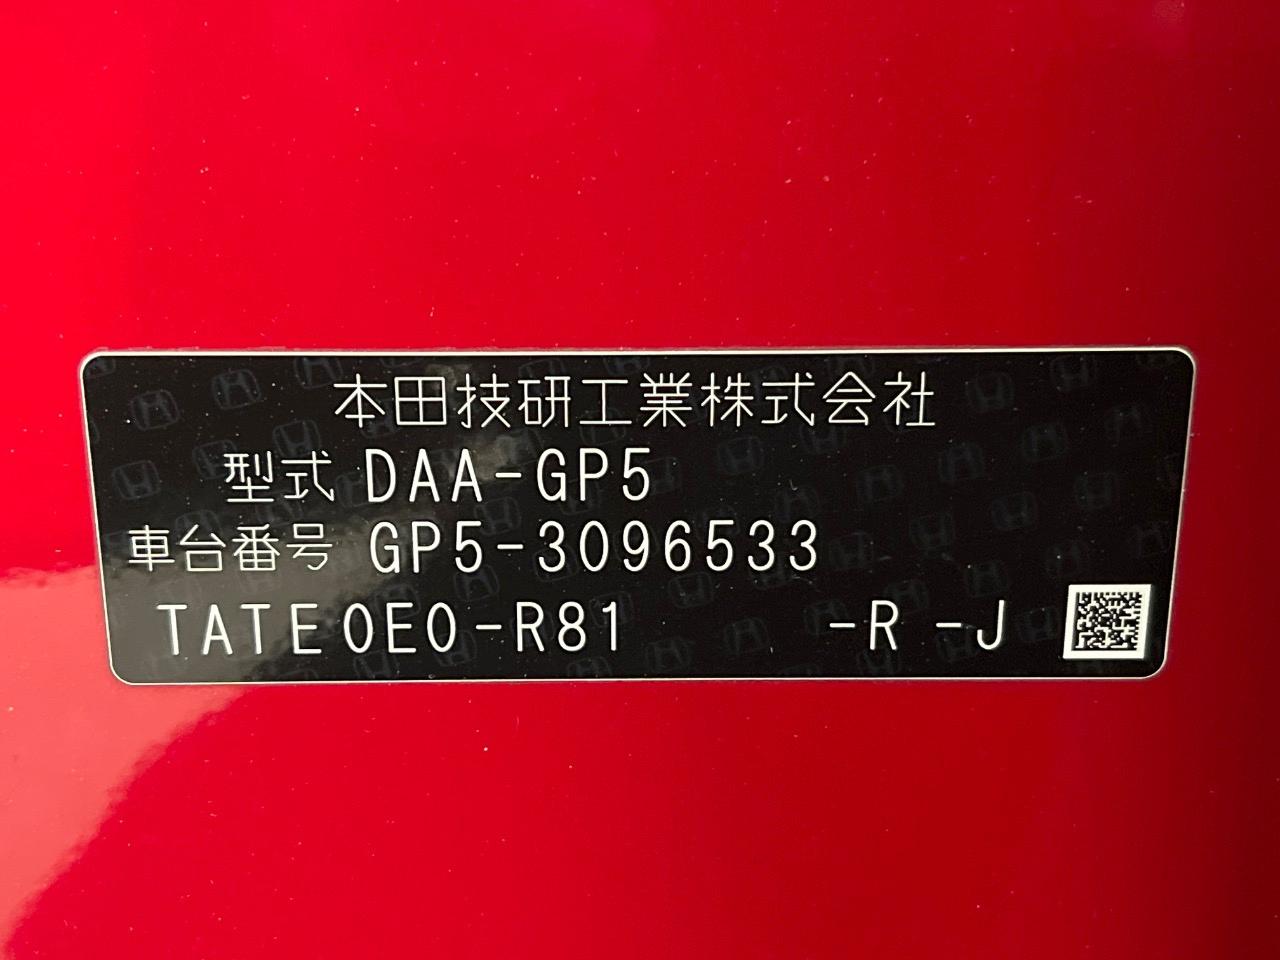 本田技研工業株式会社
型式 DAA-GP5
車台番号 GP5-3096533
TATE0E0-R81 -R -J